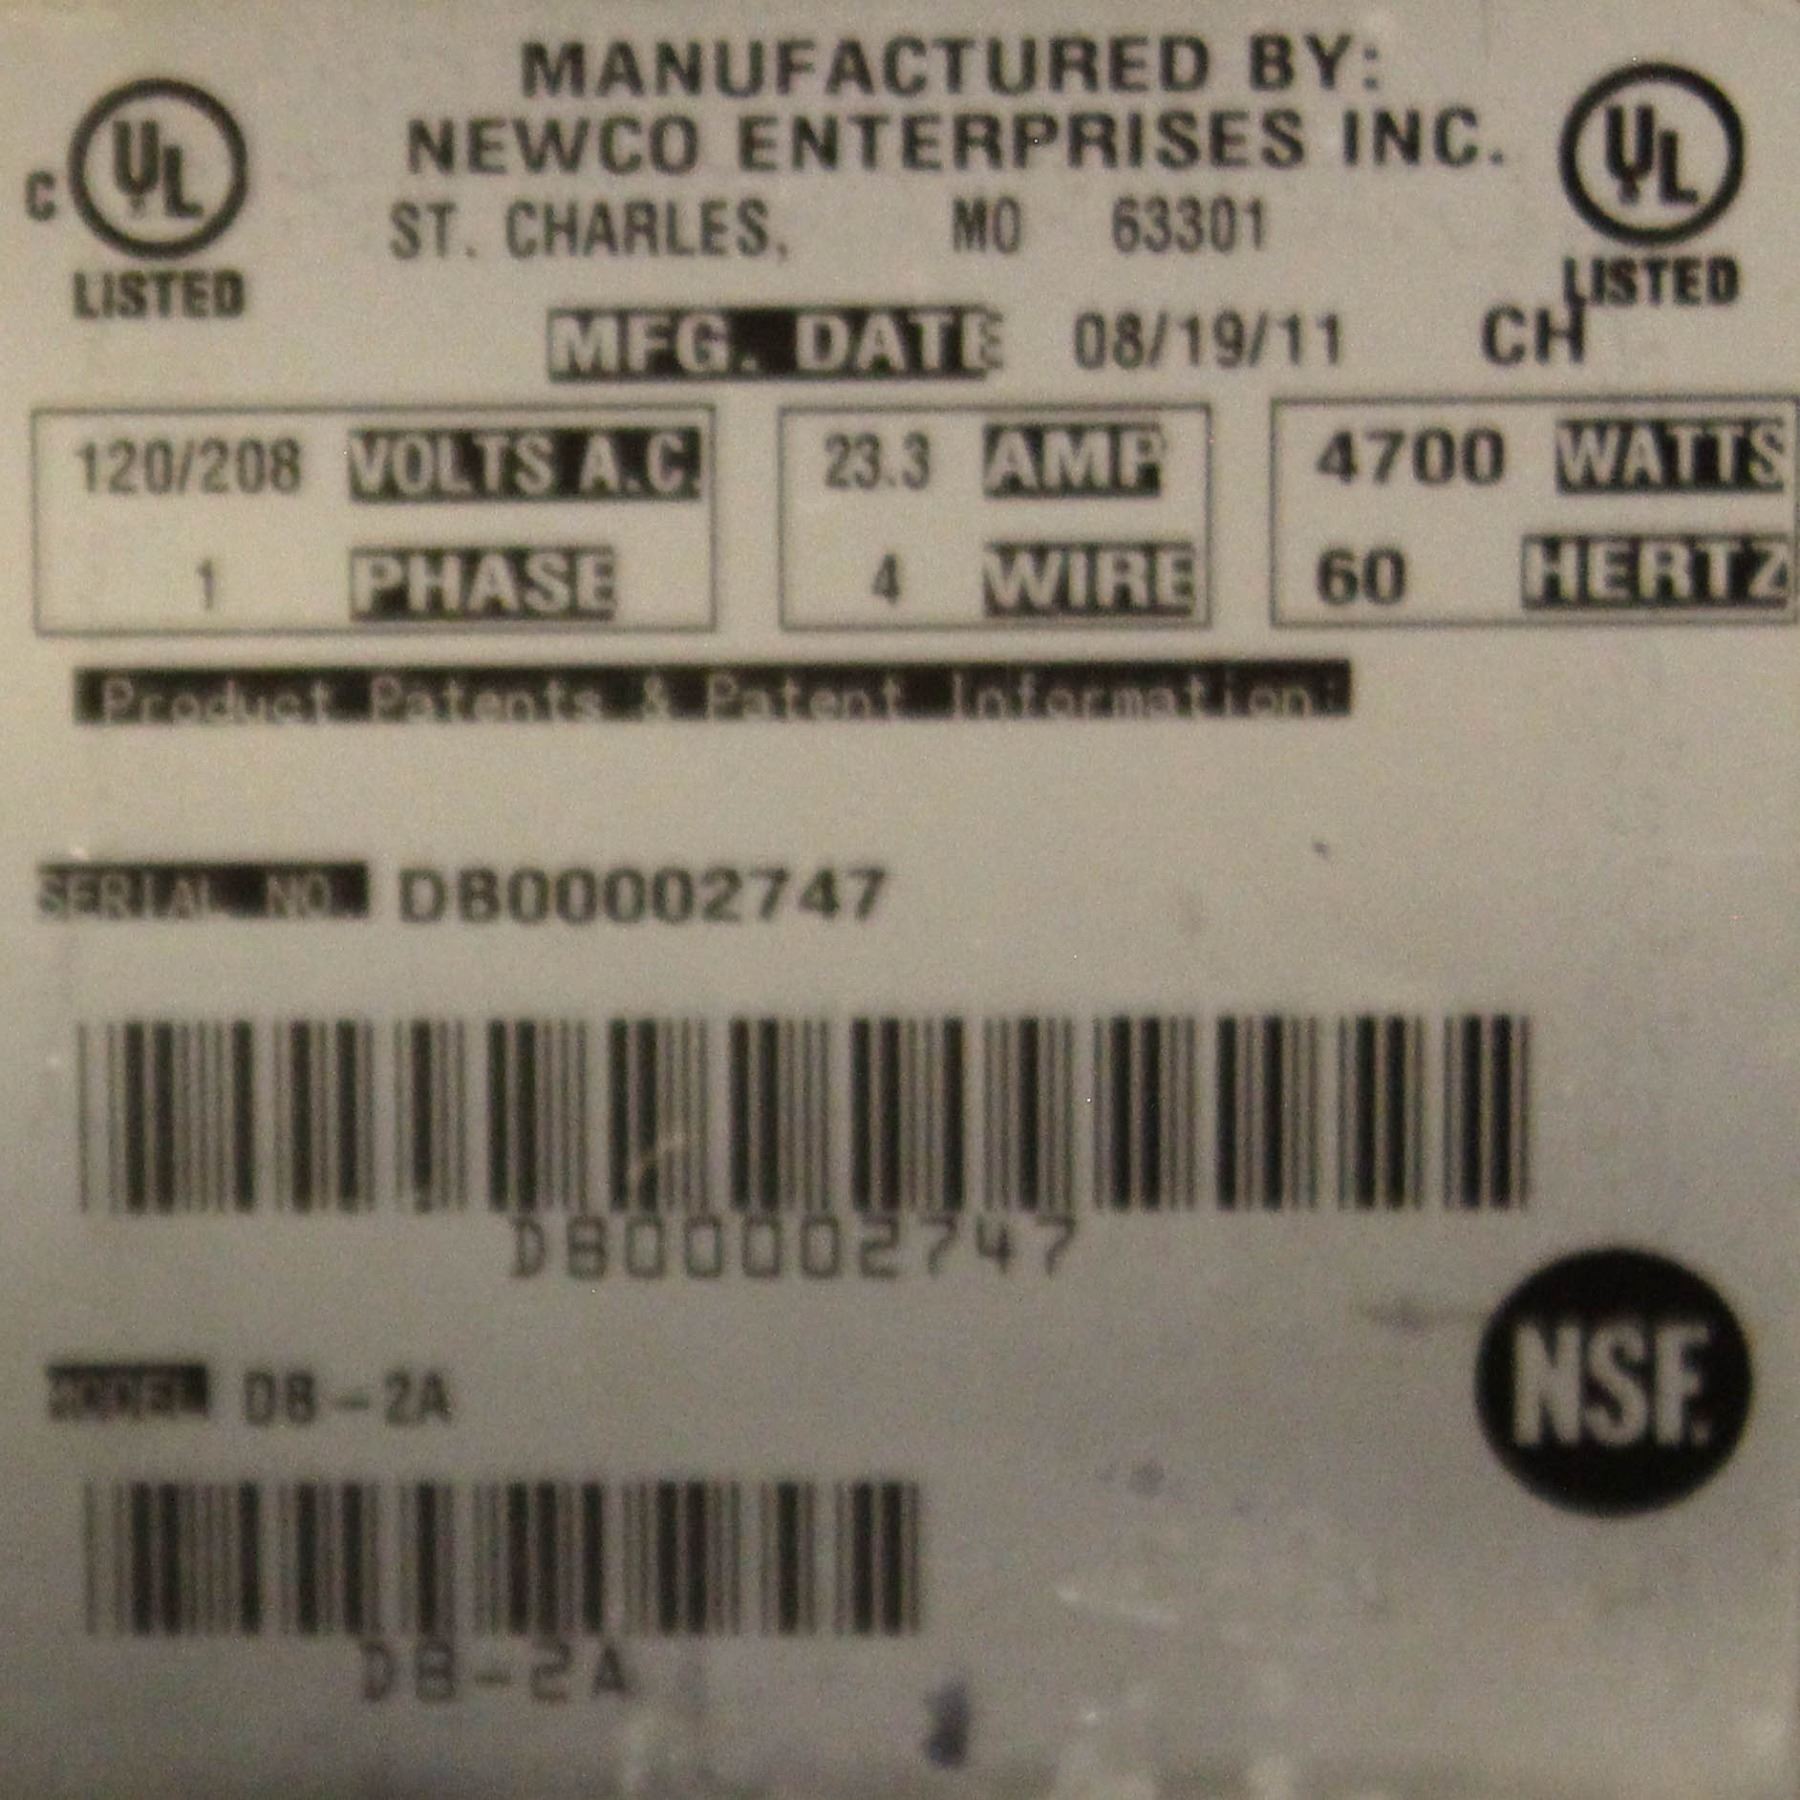 MANUFACTURED BY:
NEWCO ENTERPRISES INC.
ST. CHARLES, MO 63301
C UL LISTED
UL LISTED
MFG. DATE 08/19/11 CH
120/208 VOLTS A.C.
1 PHASE
23.3 AMP
4 WIRE
4700 WATTS
60 HERTZ
Product Patents & Patent Information:
SERIAL NO. DB00002747
DB00002747
MODEL DB-2A
DB-2A
NSF.